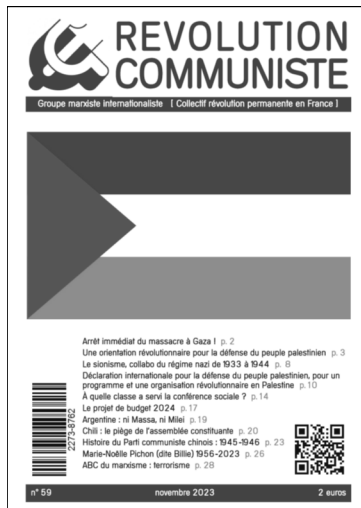 REVOLUTION
COMMUNISTE
Groupe marxiste internationaliste [ Collectif révolution permanente en France ]
Arrêt immédiat du massacre à Gaza ! p. 2
Une orientation révolutionnaire pour la défense du peuple palestinien p. 3
Le sionisme, collabo du régime nazi de 1933 à 1944 p. 8
Déclaration internationale pour la défense du peuple palestinien, pour un
programme et une organisation révolutionnaire en Palestine p. 10
À quelle classe a servi la conférence sociale ? p. 14
Le projet de budget 2024 p. 17
Argentine : ni Massa, ni Milei p. 19
Chili : le piège de l'assemblée constituante p. 20
Histoire du Parti communiste chinois : 1945-1946 p. 23
Marie-Noëlle Pichon (dite Billie) 1956-2023 p. 26
ABC du marxisme : terrorisme p. 28
2273-8762
n° 59 novembre 2023 2 euros